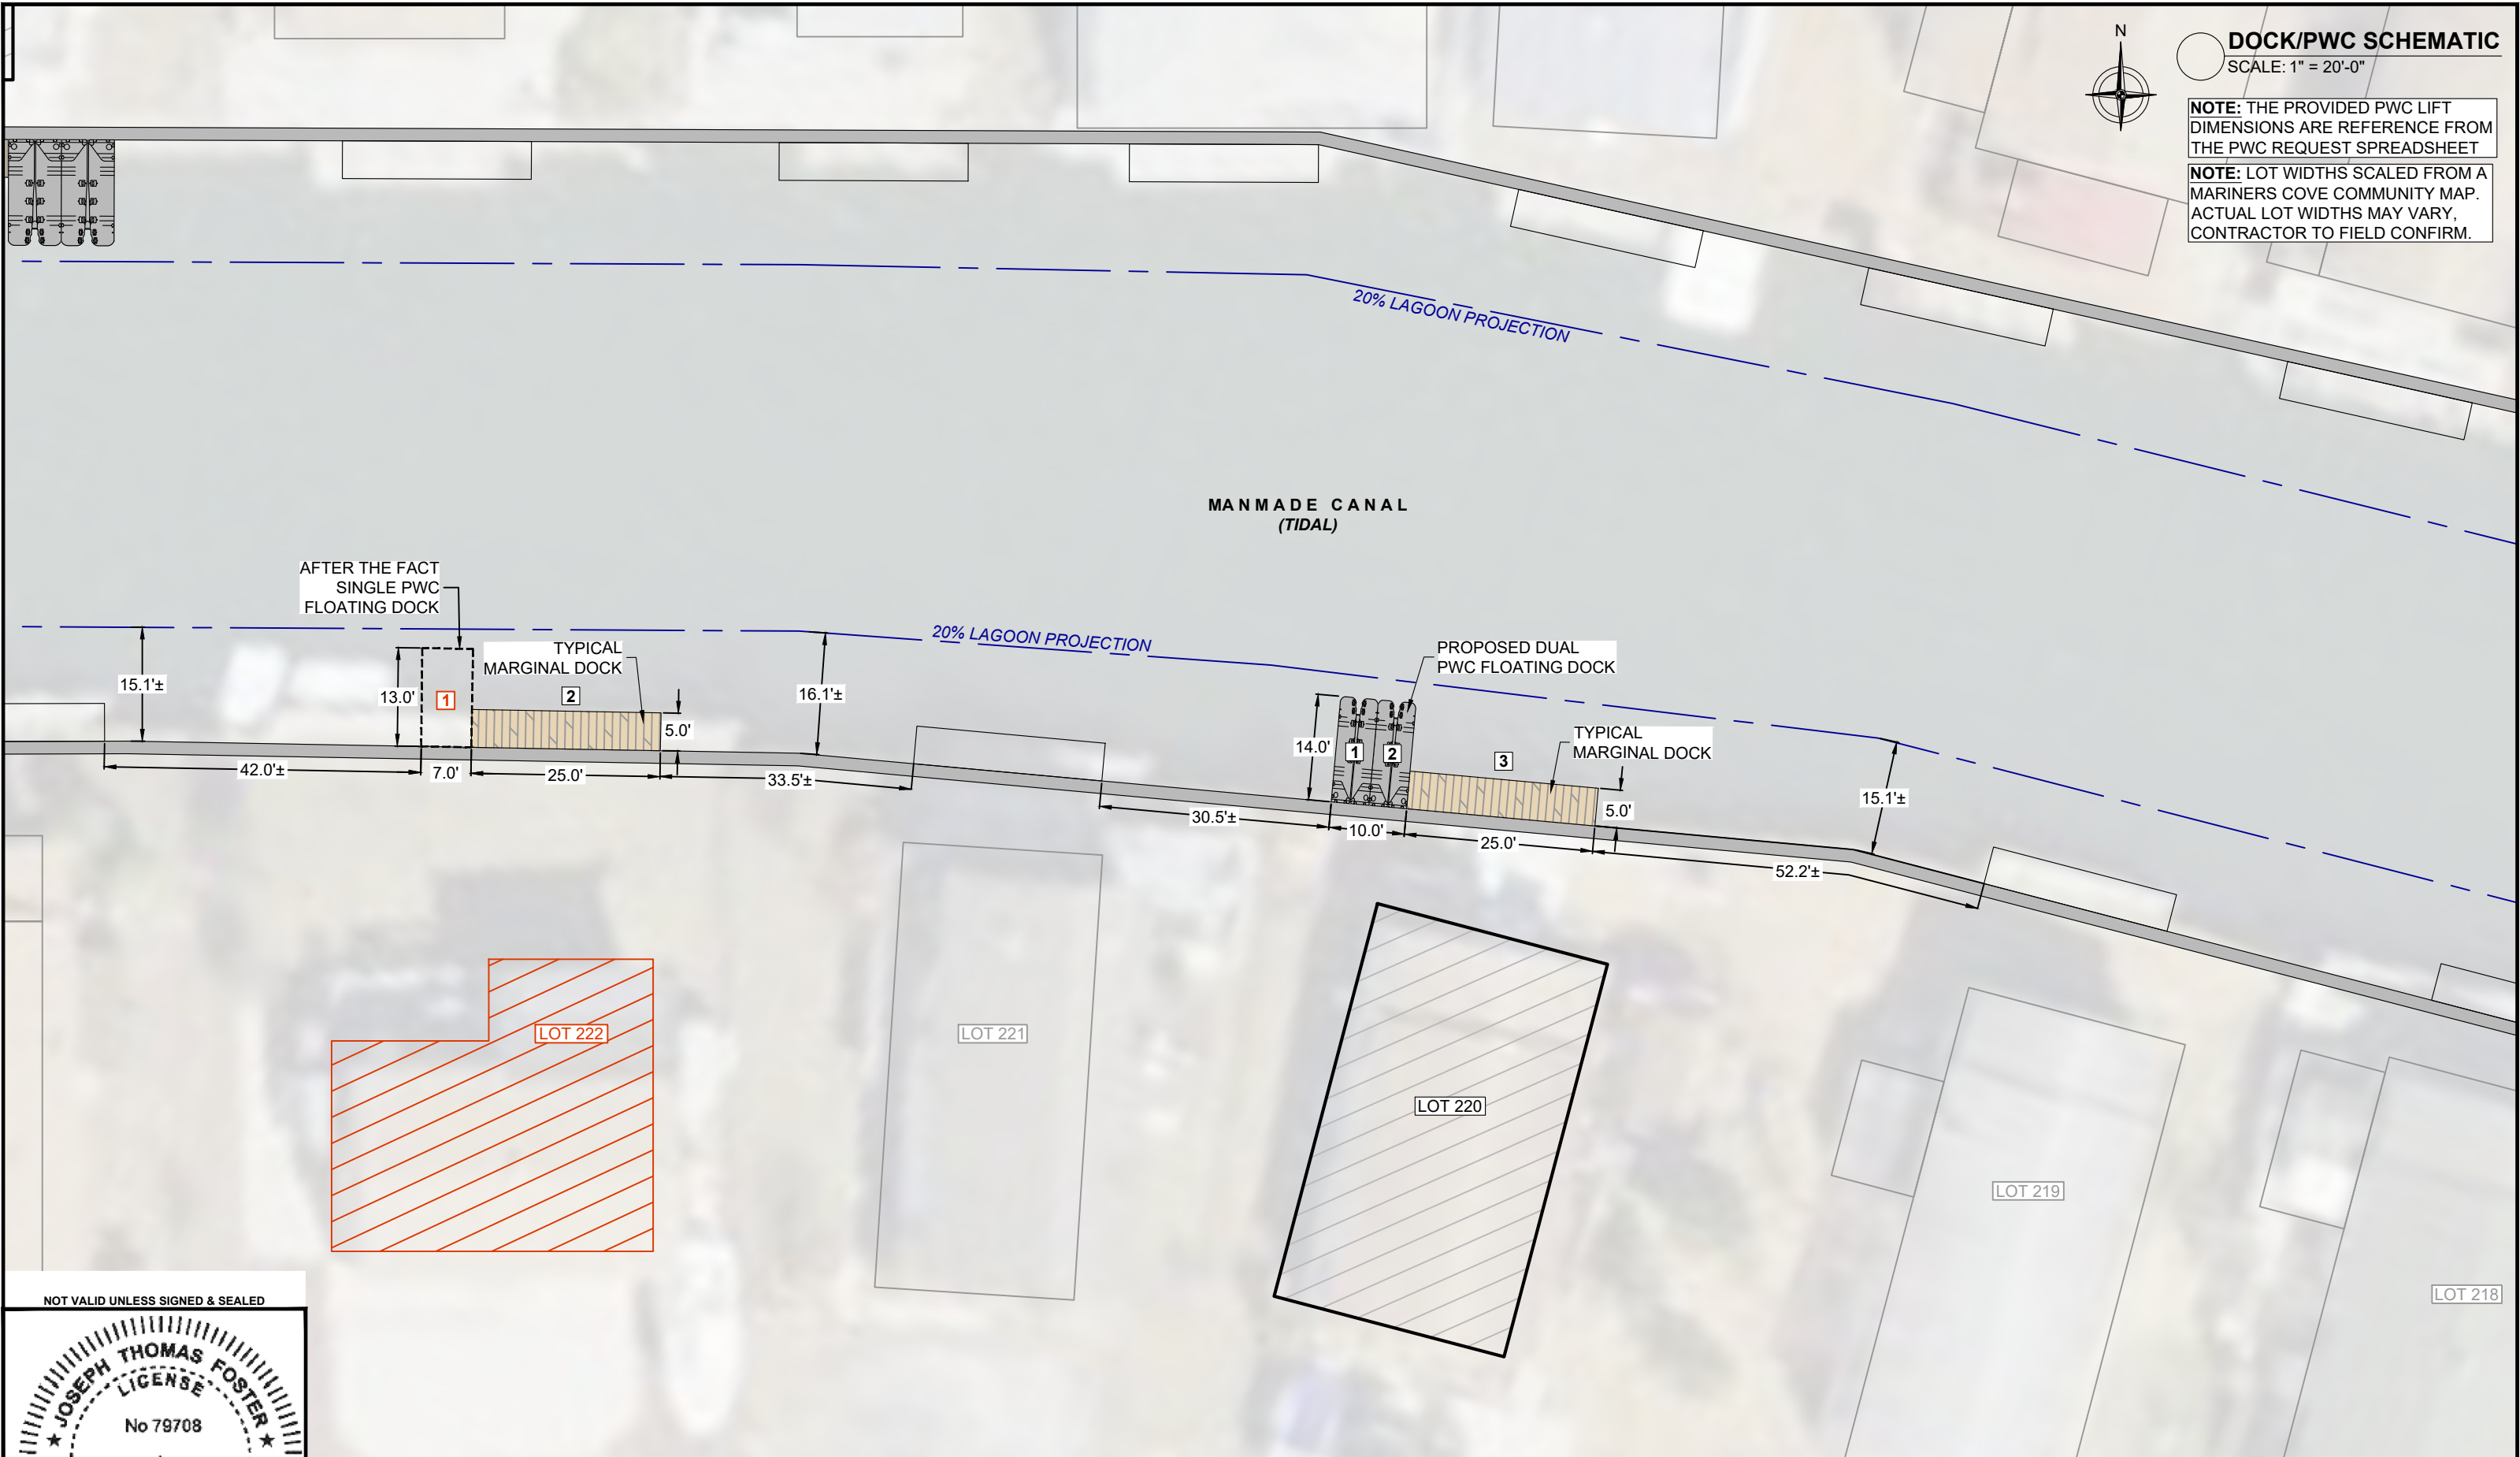 N
DOCK/PWC SCHEMATIC
SCALE: 1" = 20'-0"
NOTE: THE PROVIDED PWC LIFT
DIMENSIONS ARE REFERENCE FROM
THE PWC REQUEST SPREADSHEET
NOTE: LOT WIDTHS SCALED FROM A
MARINERS COVE COMMUNITY MAP.
ACTUAL LOT WIDTHS MAY VARY,
CONTRACTOR TO FIELD CONFIRM.
20% LAGOON PROJECTION
MANMADE CANAL
(TIDAL)
AFTER THE FACT
SINGLE PWC
FLOATING DOCK
TYPICAL
MARGINAL DOCK
20% LAGOON PROJECTION
PROPOSED DUAL
PWC FLOATING DOCK
TYPICAL
MARGINAL DOCK
15.1'±
13.0'
1
2
5.0'
16.1'±
14.0'
1
2
3
5.0'
15.1'±
42.0'±
7.0'
25.0'
33.5'±
30.5'±
10.0'
25.0'
52.2'±
LOT 222
LOT 221
LOT 220
LOT 219
LOT 218
NOT VALID UNLESS SIGNED & SEALED
JOSEPH THOMAS FOSTER
LICENSE
No 79708